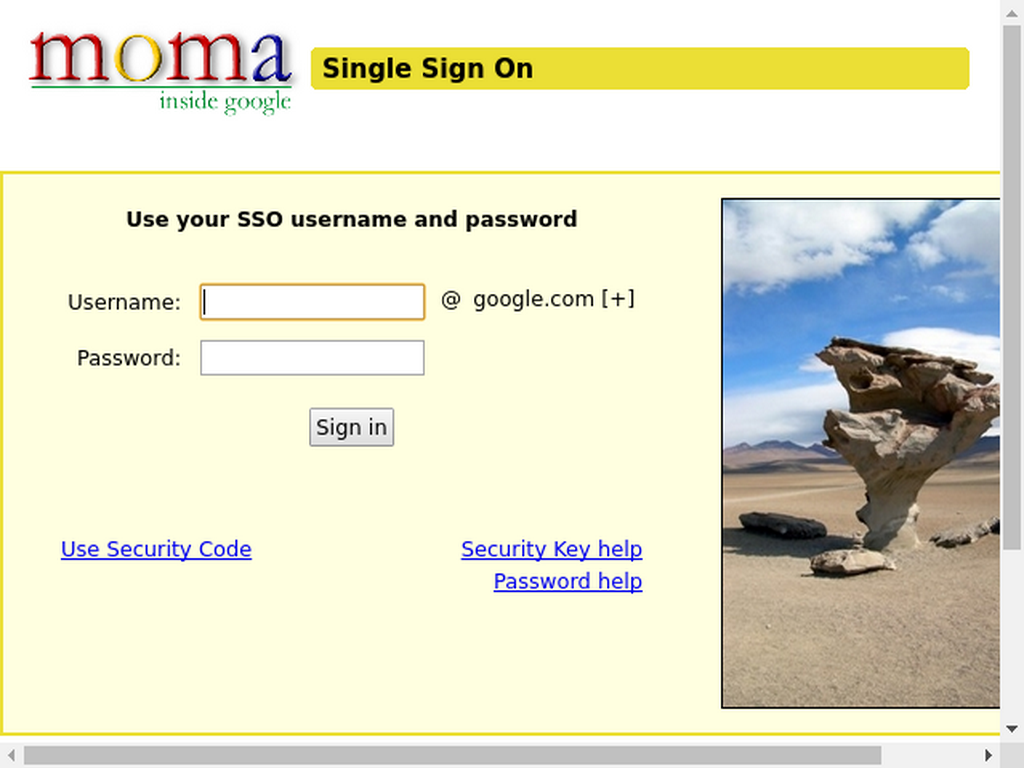 moma
inside google
Single Sign On
Use your SSO username and password
Username: @ google.com [+]
Password:
Sign in
Use Security Code Security Key help
Password help